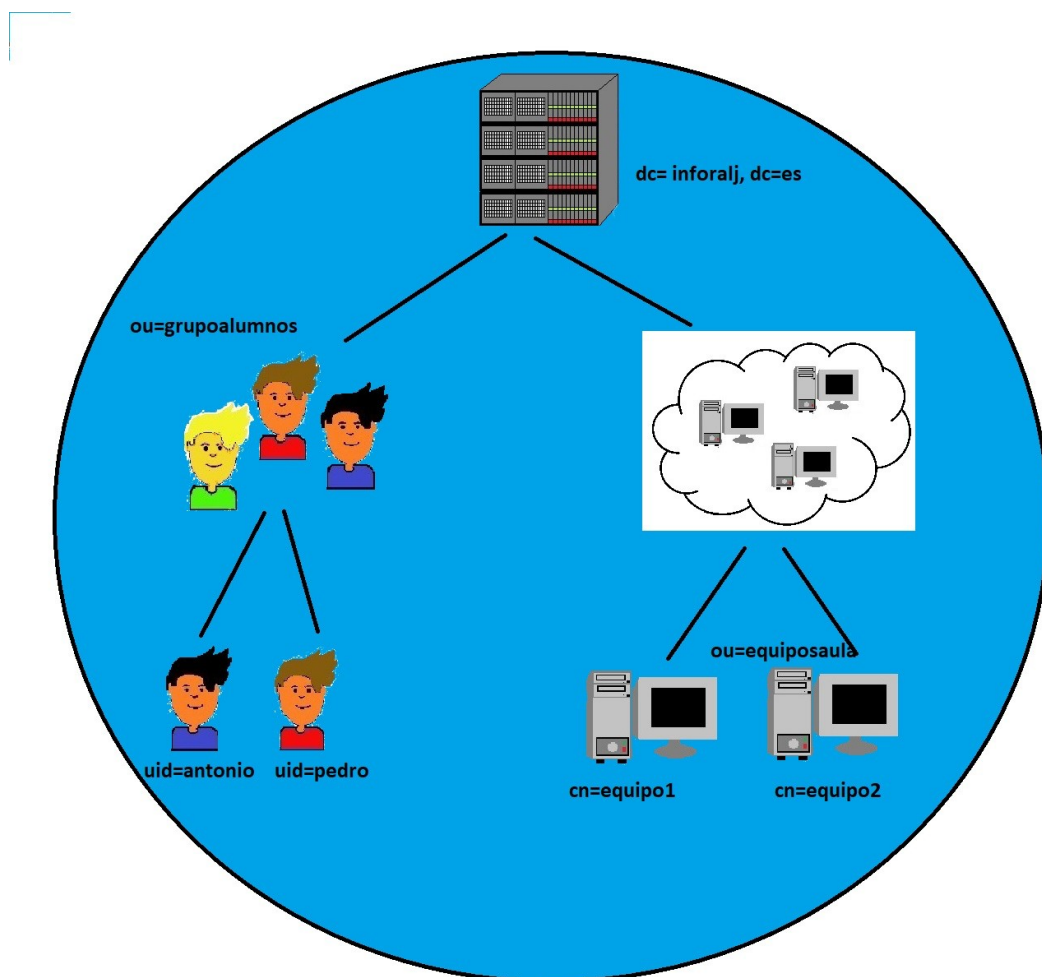 dc= inforalj, dc=es
ou=grupoalumnos
ou=equiposaula
uid=antonio
uid=pedro
cn=equipo1
cn=equipo2